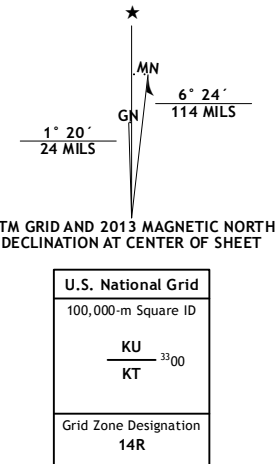 ★
MN
GN
6° 24´
114 MILS
1° 20´
24 MILS
TM GRID AND 2013 MAGNETIC NORTH
DECLINATION AT CENTER OF SHEET
U.S. National Grid
100,000-m Square ID
KU
3300
KT
Grid Zone Designation
14R